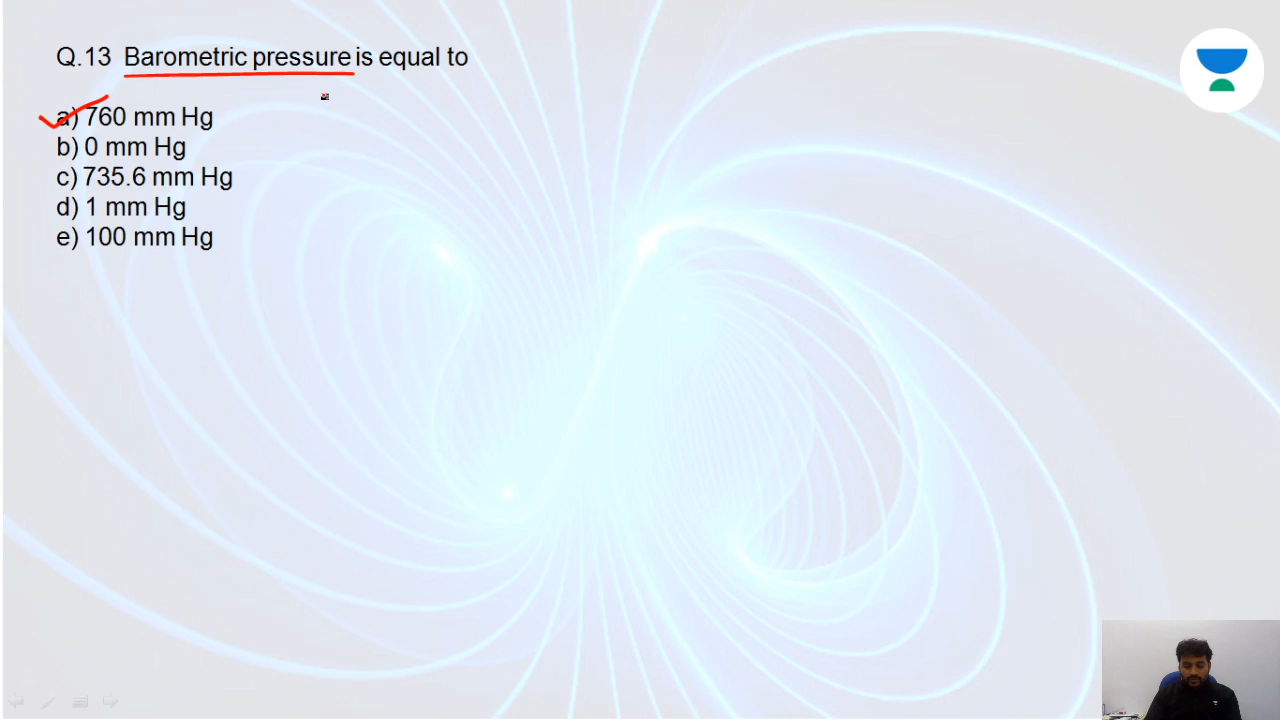 Q.13 Barometric pressure is equal to
a) 760 mm Hg
b) 0 mm Hg
c) 735.6 mm Hg
d) 1 mm Hg
e) 100 mm Hg